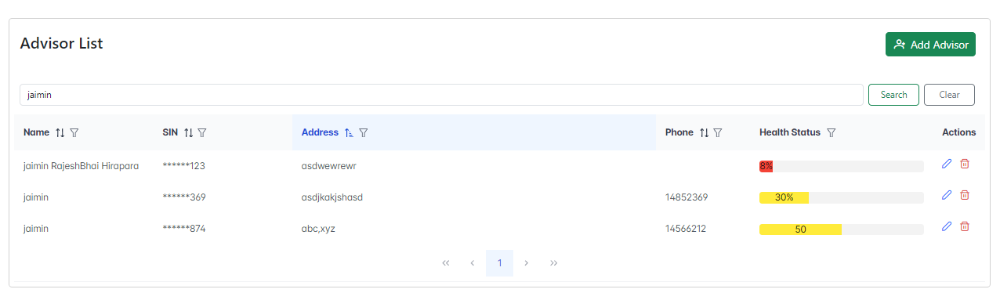 Advisor List
Add Advisor
jaimin Search Clear
Name SIN Address Phone Health Status Actions
jaimin RajeshBhai Hirapara ******123 asdwewrewr 8%
jaimin ******369 asdjkakjshasd 14852369 30%
jaimin ******874 abc,xyz 14566212 50
« ‹ 1 › »